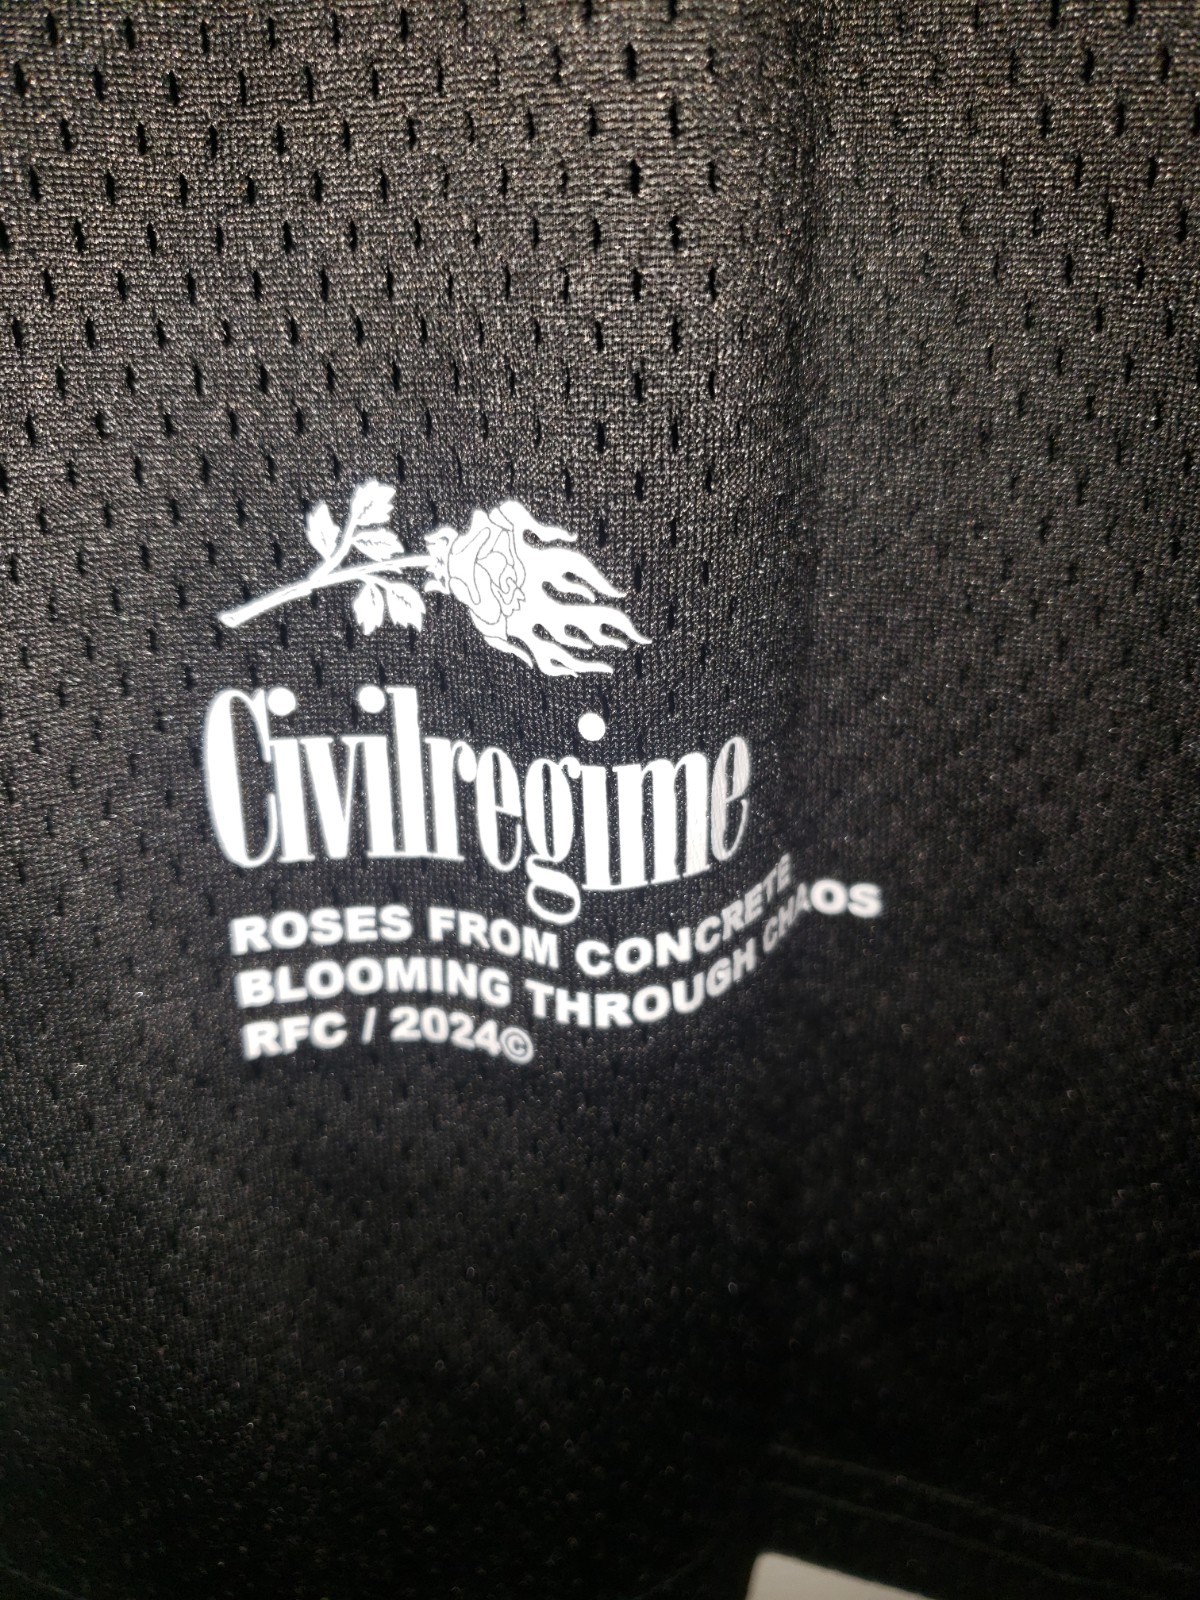 Civilregime
ROSES FROM CONCRETE
BLOOMING THROUGH CHAOS
RFC / 2024©